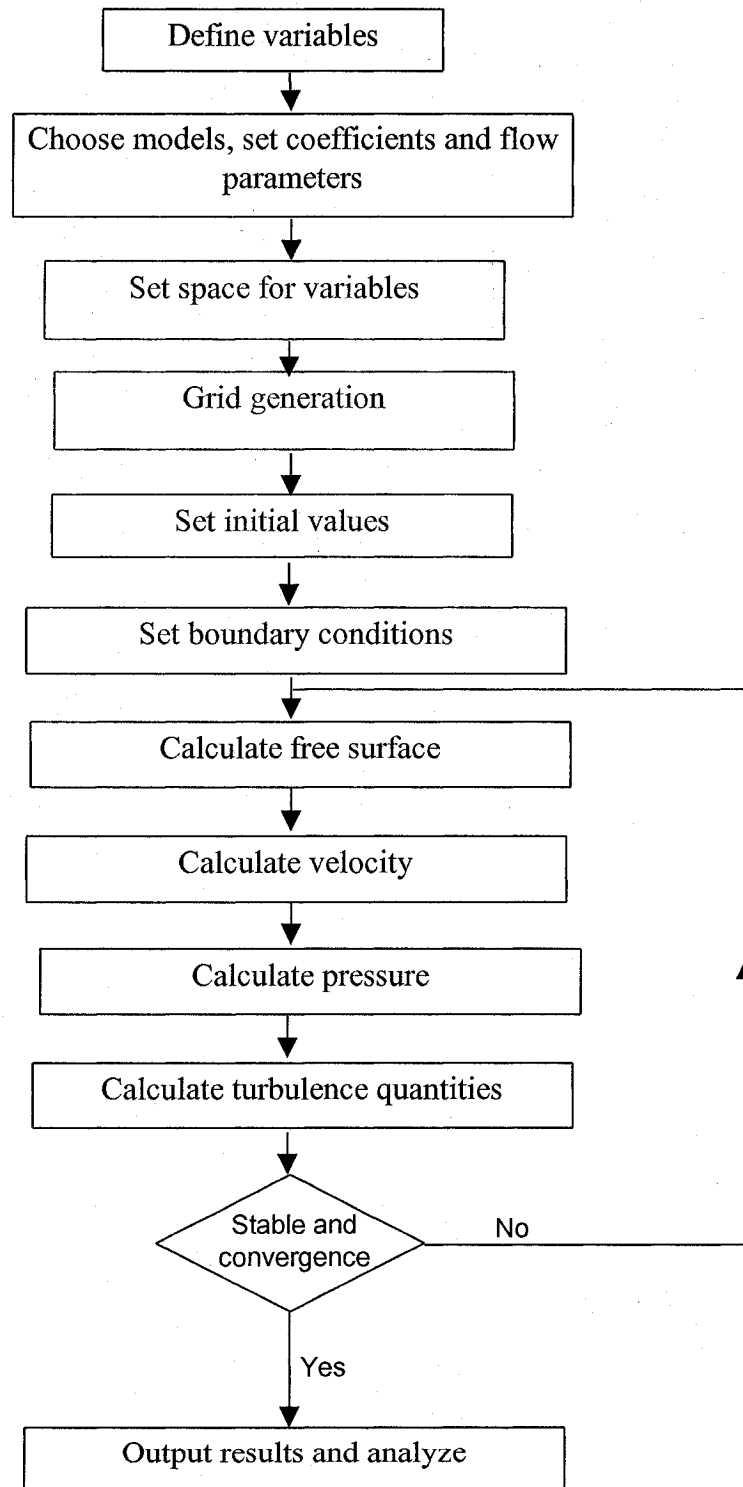 Define variables
Choose models, set coefficients and flow
parameters
Set space for variables
Grid generation
Set initial values
Set boundary conditions
Calculate free surface
Calculate velocity
Calculate pressure
Calculate turbulence quantities
Stable and
convergence
No
Yes
Output results and analyze